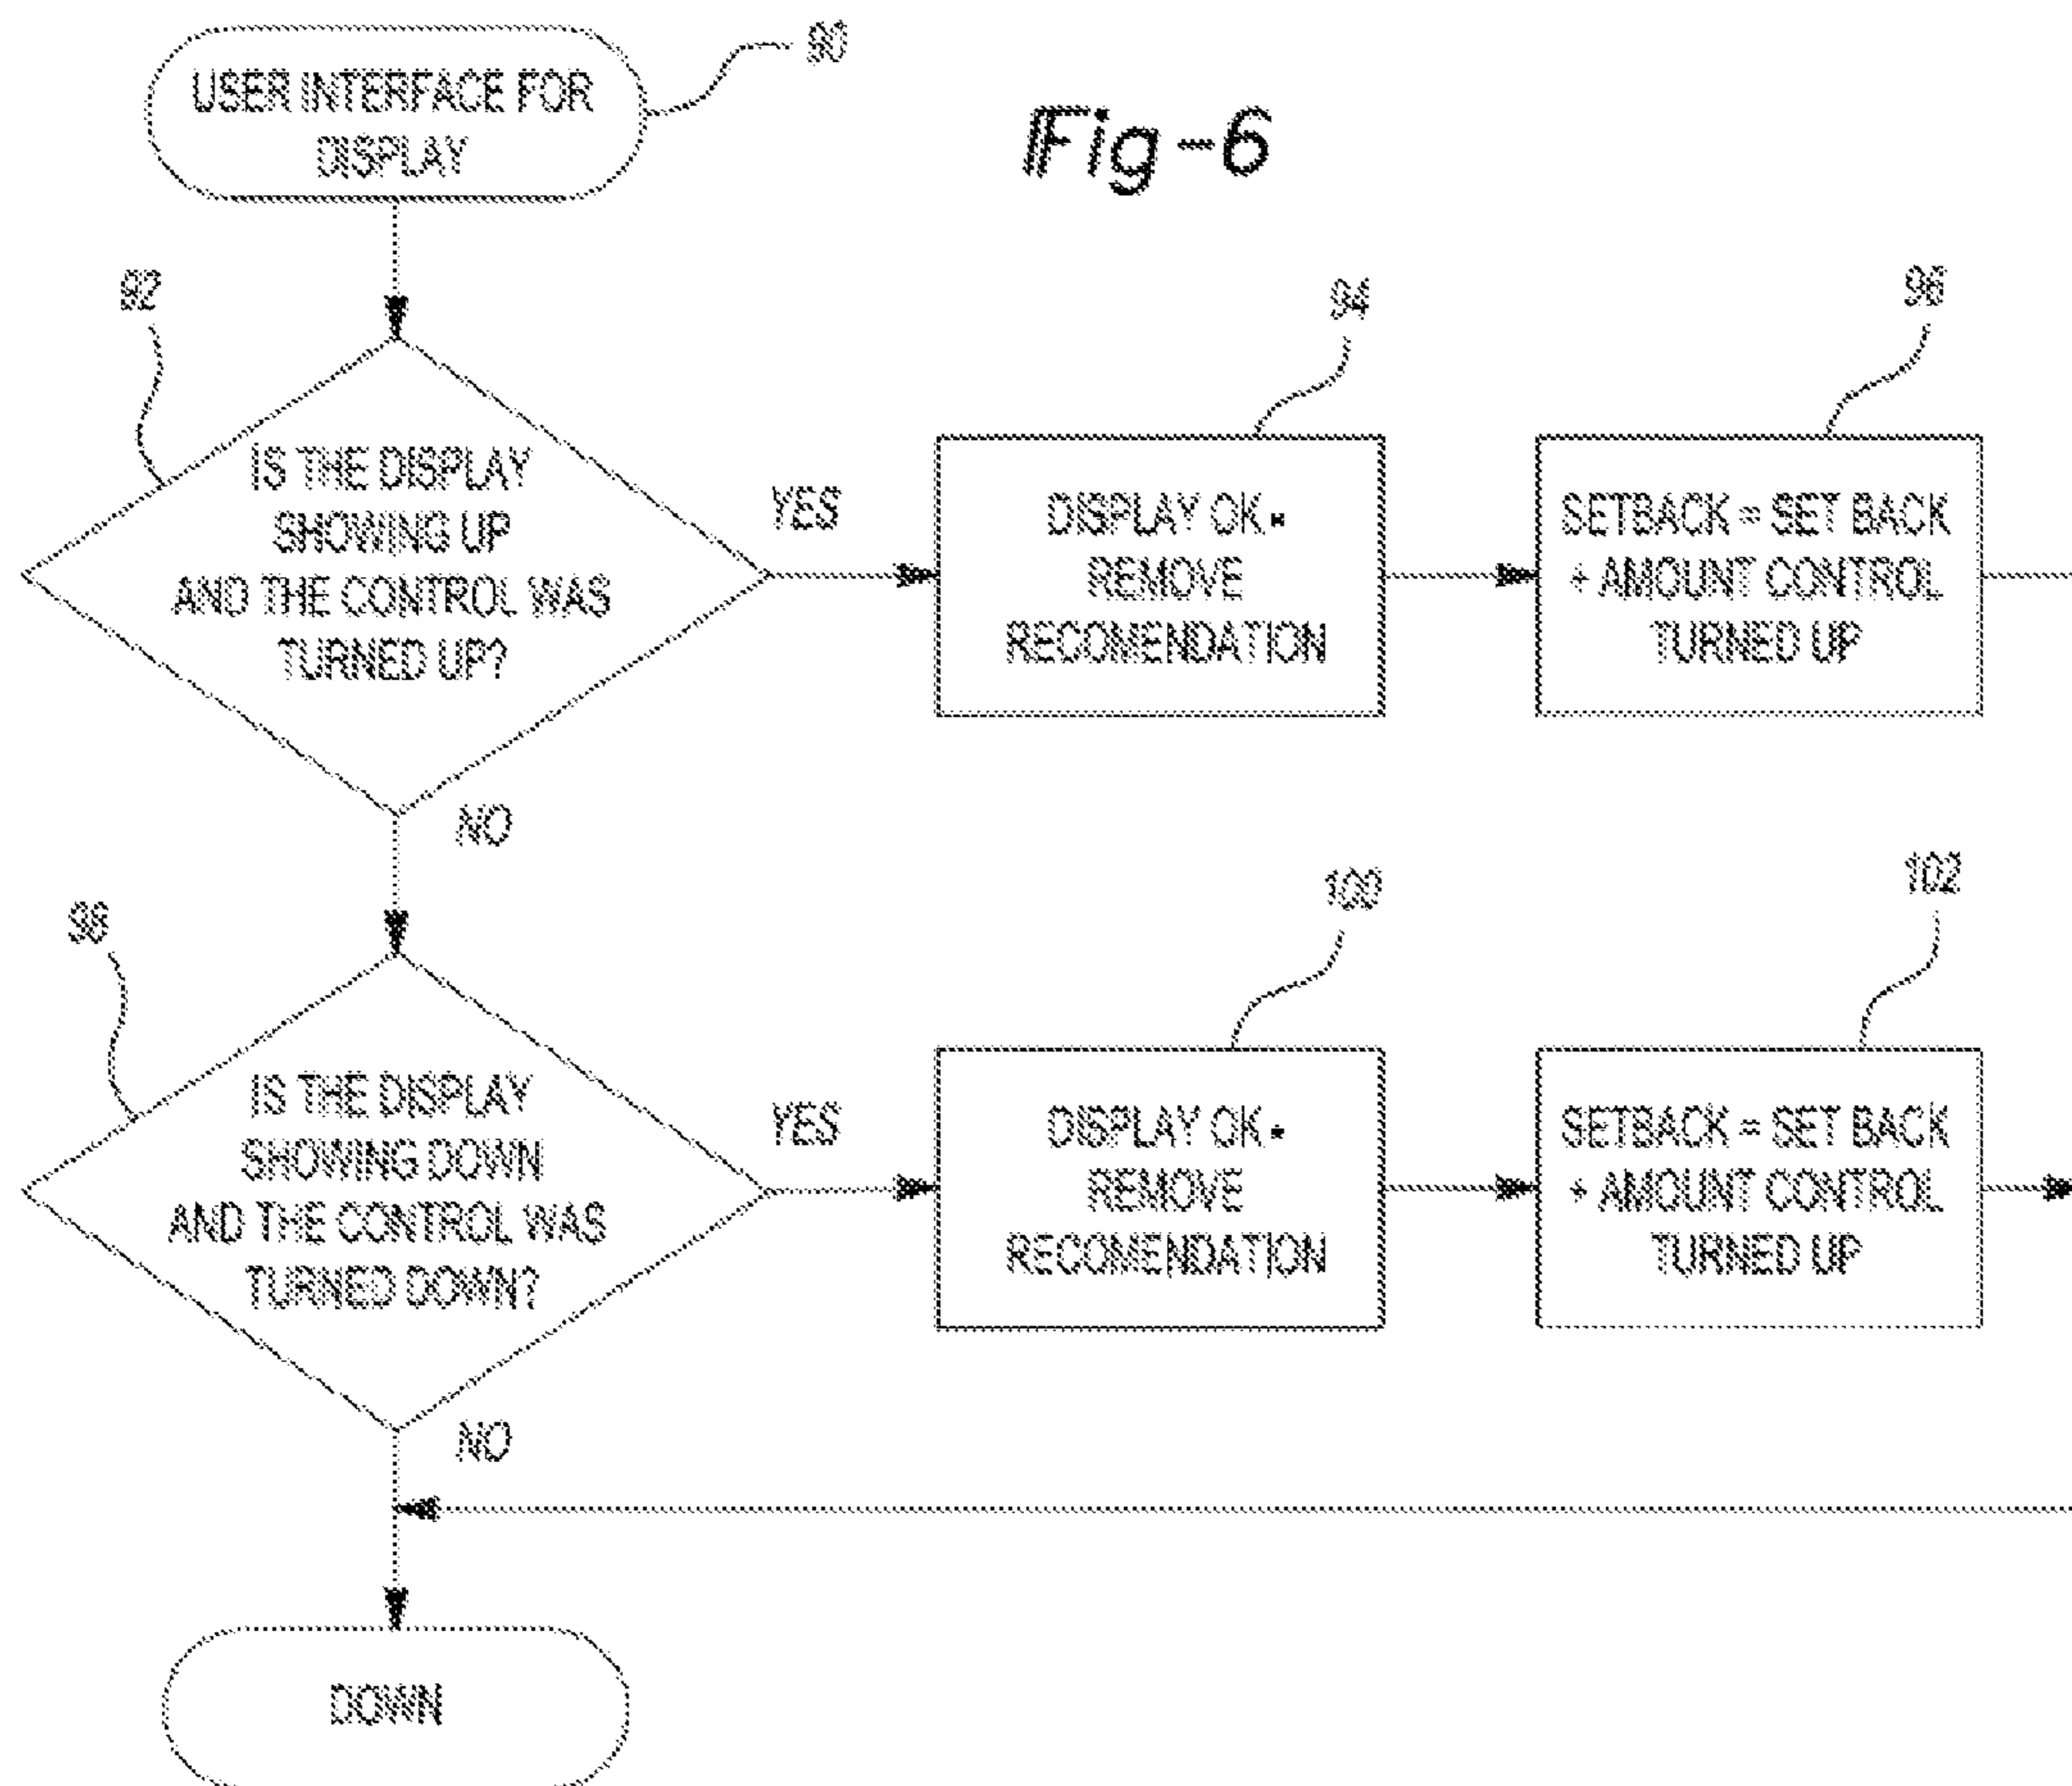 90
USER INTERFACE FOR
DISPLAY
Fig-6
92
94
96
IS THE DISPLAY
SHOWING UP
AND THE CONTROL WAS
TURNED UP?
YES
DISPLAY OK •
REMOVE
RECOMENDATION
SETBACK = SET BACK
+ AMOUNT CONTROL
TURNED UP
NO
98
100
102
IS THE DISPLAY
SHOWING DOWN
AND THE CONTROL WAS
TURNED DOWN?
YES
DISPLAY OK •
REMOVE
RECOMENDATION
SETBACK = SET BACK
+ AMOUNT CONTROL
TURNED UP
NO
DOWN